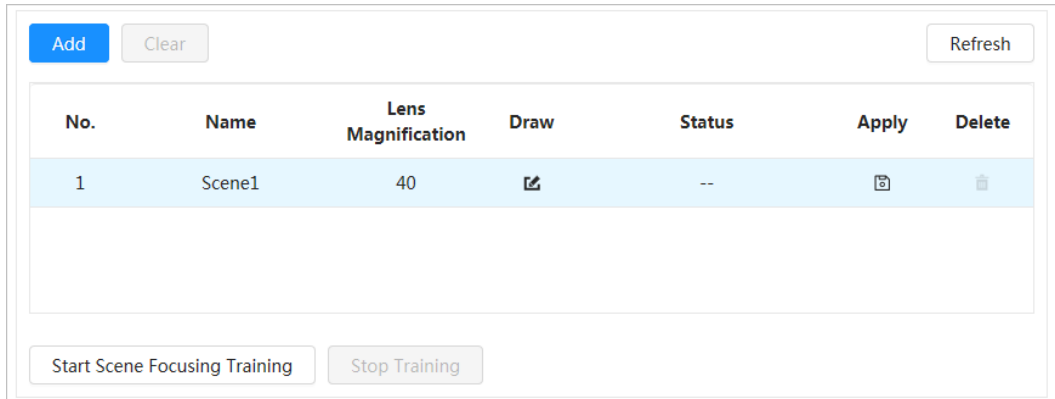 Add Clear Refresh
No. Name Lens Magnification Draw Status Apply Delete
1 Scene1 40 --
Start Scene Focusing Training Stop Training